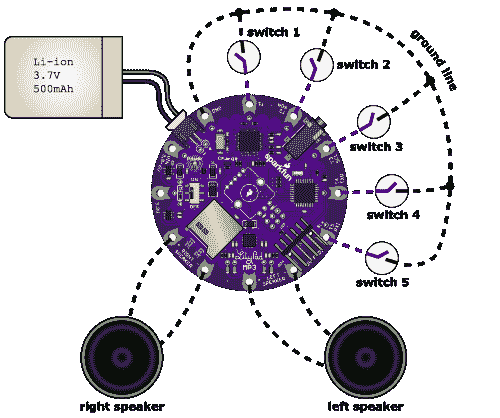 switch 1
switch 2
ground line
Li-ion
3.7V
500mAh
switch 3
switch 4
switch 5
sparkfun
MP3
right speaker
left speaker